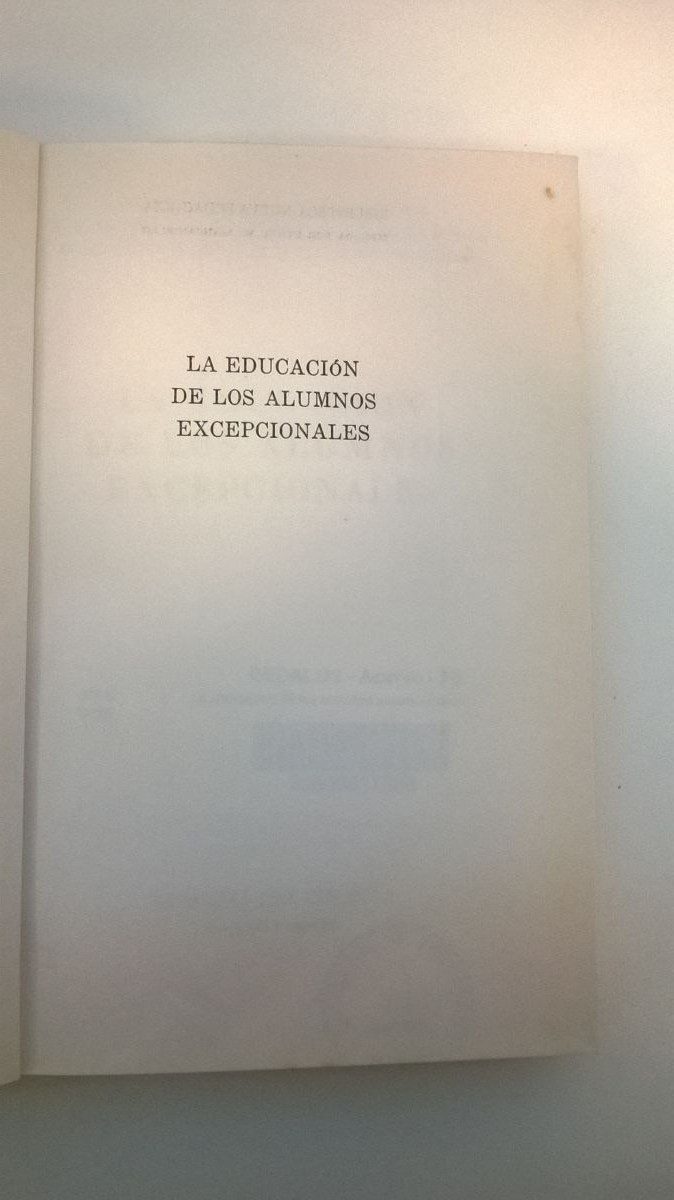 LA EDUCACIóN
DE LOS ALUMNOS
EXCEPCIONALES